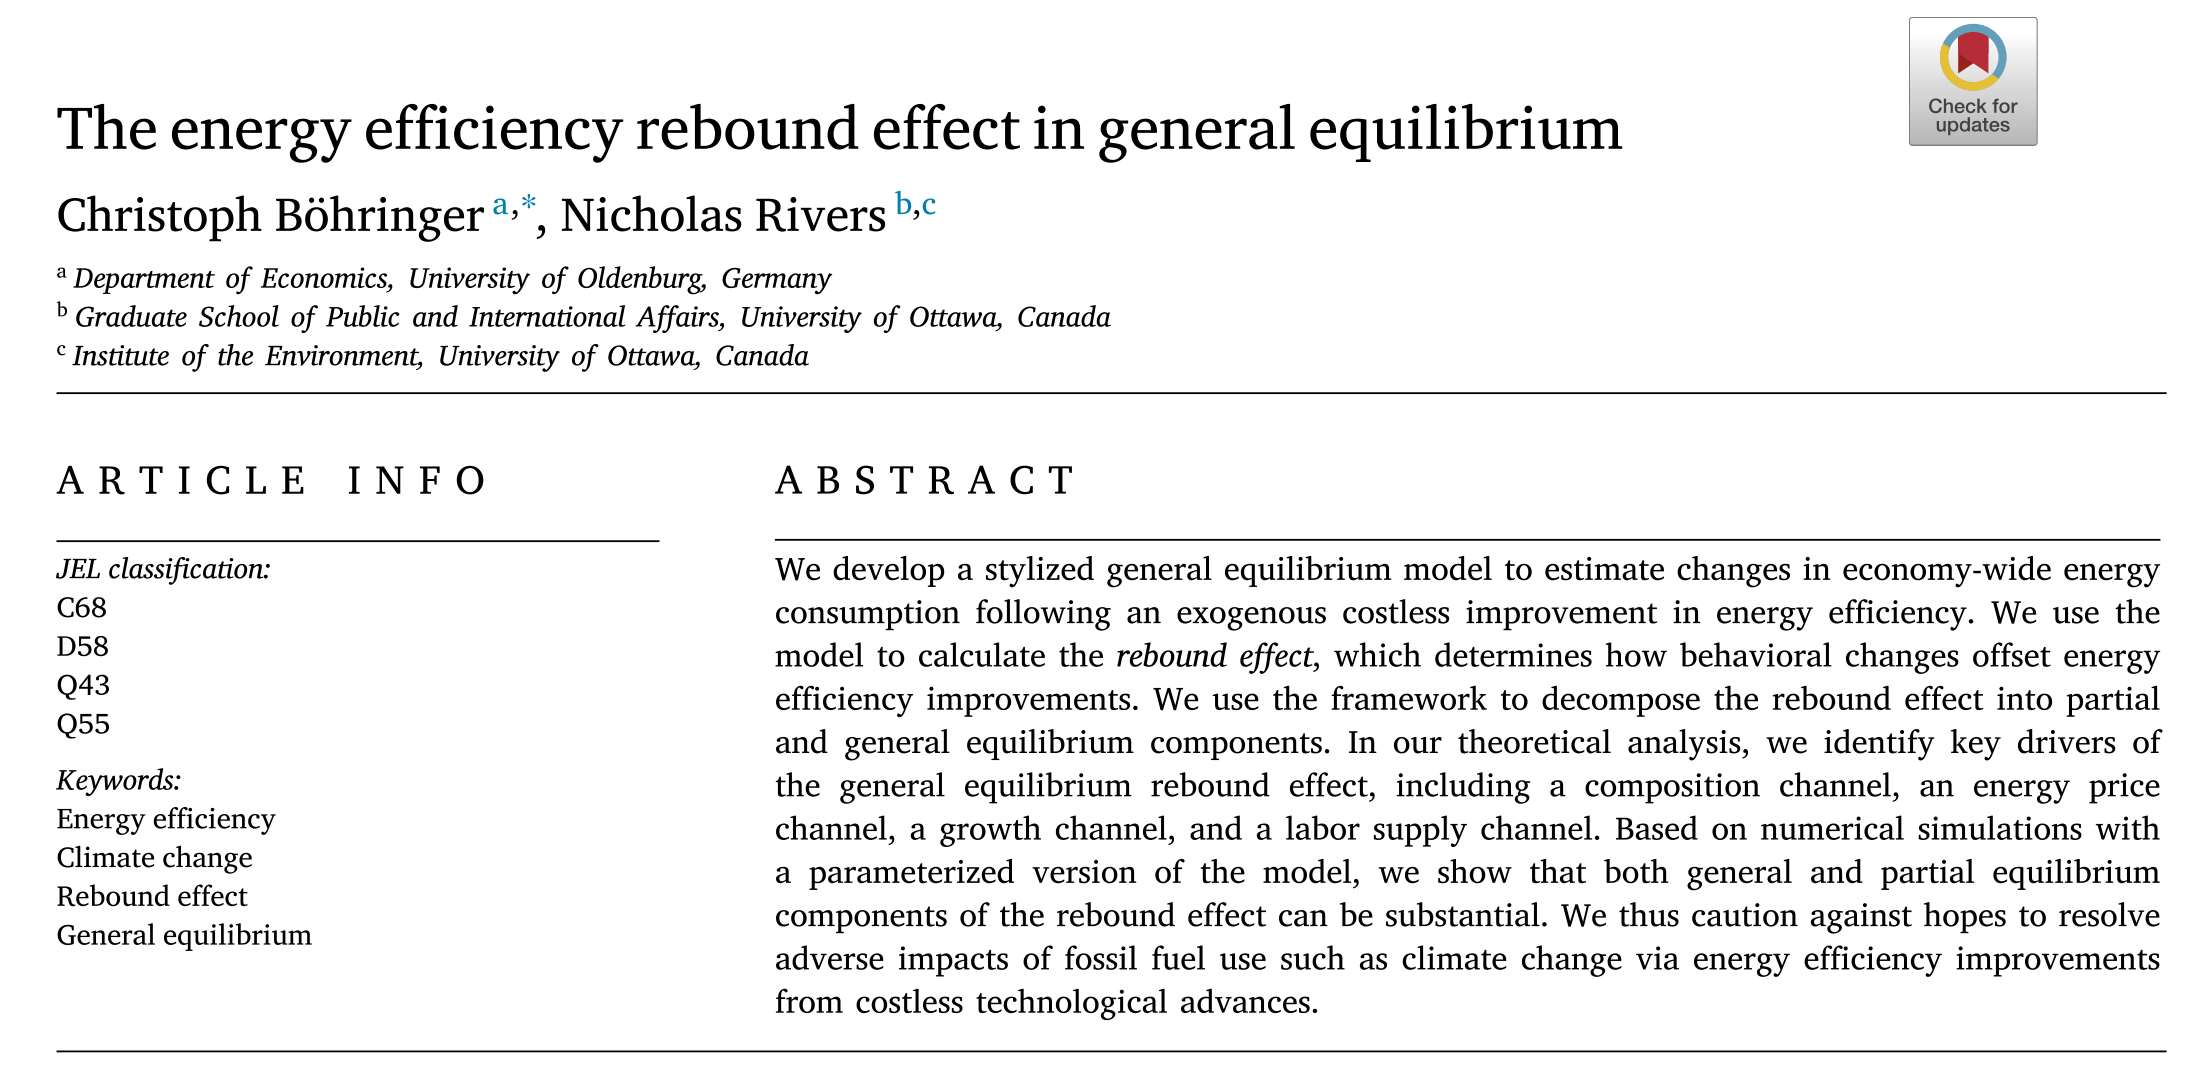 Check for
updates
The energy efficiency rebound effect in general equilibrium
Christoph Böhringer a,*, Nicholas Rivers b,c
a Department of Economics, University of Oldenburg, Germany
b Graduate School of Public and International Affairs, University of Ottawa, Canada
c Institute of the Environment, University of Ottawa, Canada
ARTICLE INFO
JEL classification:
C68
D58
Q43
Q55
Keywords:
Energy efficiency
Climate change
Rebound effect
General equilibrium
ABSTRACT
We develop a stylized general equilibrium model to estimate changes in economy-wide energy
consumption following an exogenous costless improvement in energy efficiency. We use the
model to calculate the rebound effect, which determines how behavioral changes offset energy
efficiency improvements. We use the framework to decompose the rebound effect into partial
and general equilibrium components. In our theoretical analysis, we identify key drivers of
the general equilibrium rebound effect, including a composition channel, an energy price
channel, a growth channel, and a labor supply channel. Based on numerical simulations with
a parameterized version of the model, we show that both general and partial equilibrium
components of the rebound effect can be substantial. We thus caution against hopes to resolve
adverse impacts of fossil fuel use such as climate change via energy efficiency improvements
from costless technological advances.